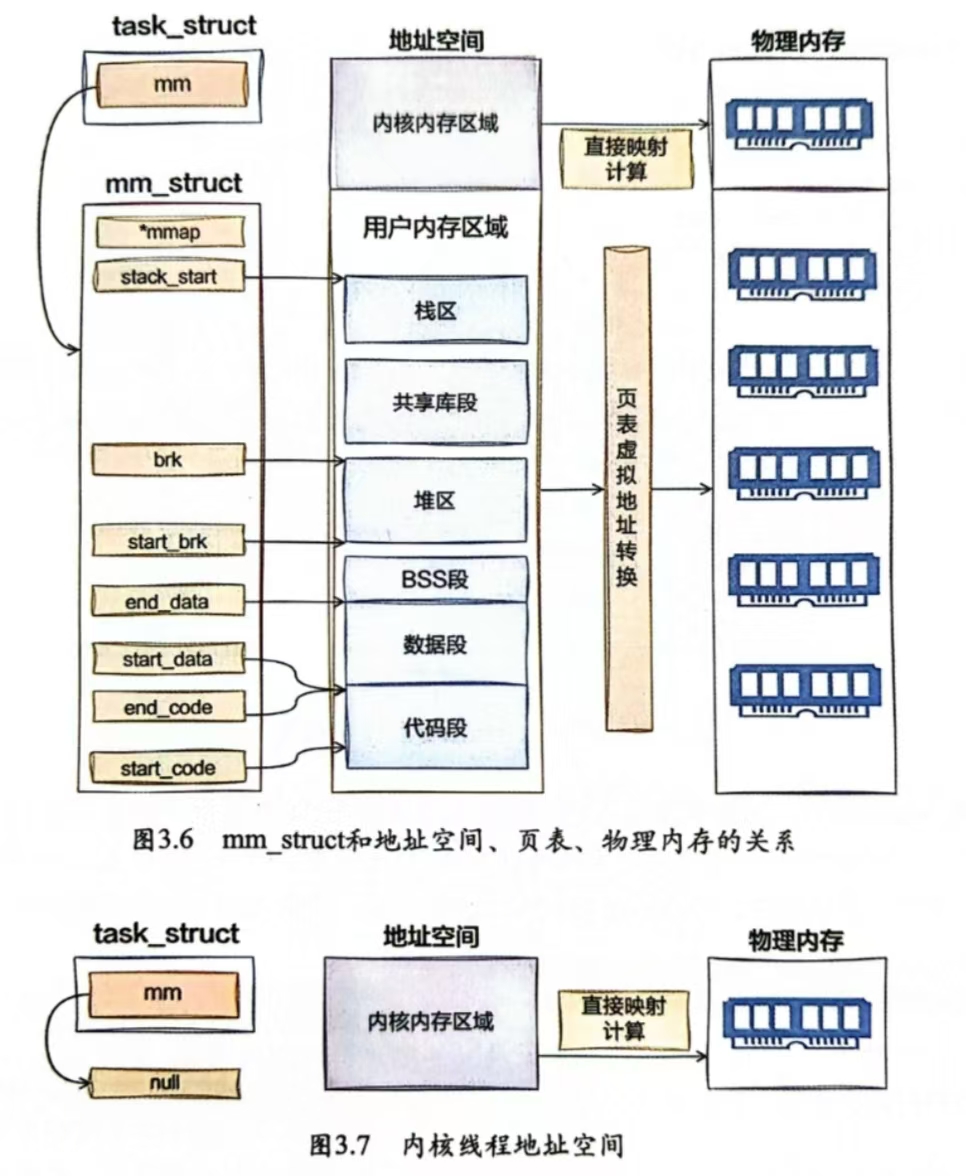 task_struct
mm
mm_struct
*mmap
stack_start
brk
start_brk
end_data
start_data
end_code
start_code
地址空间
内核内存区域
用户内存区域
栈区
共享库段
堆区
BSS段
数据段
代码段
直接映射
计算
页表虚拟地址转换
物理内存
图3.6 mm_struct和地址空间、页表、物理内存的关系
task_struct
mm
null
地址空间
内核内存区域
直接映射
计算
物理内存
图3.7 内核线程地址空间